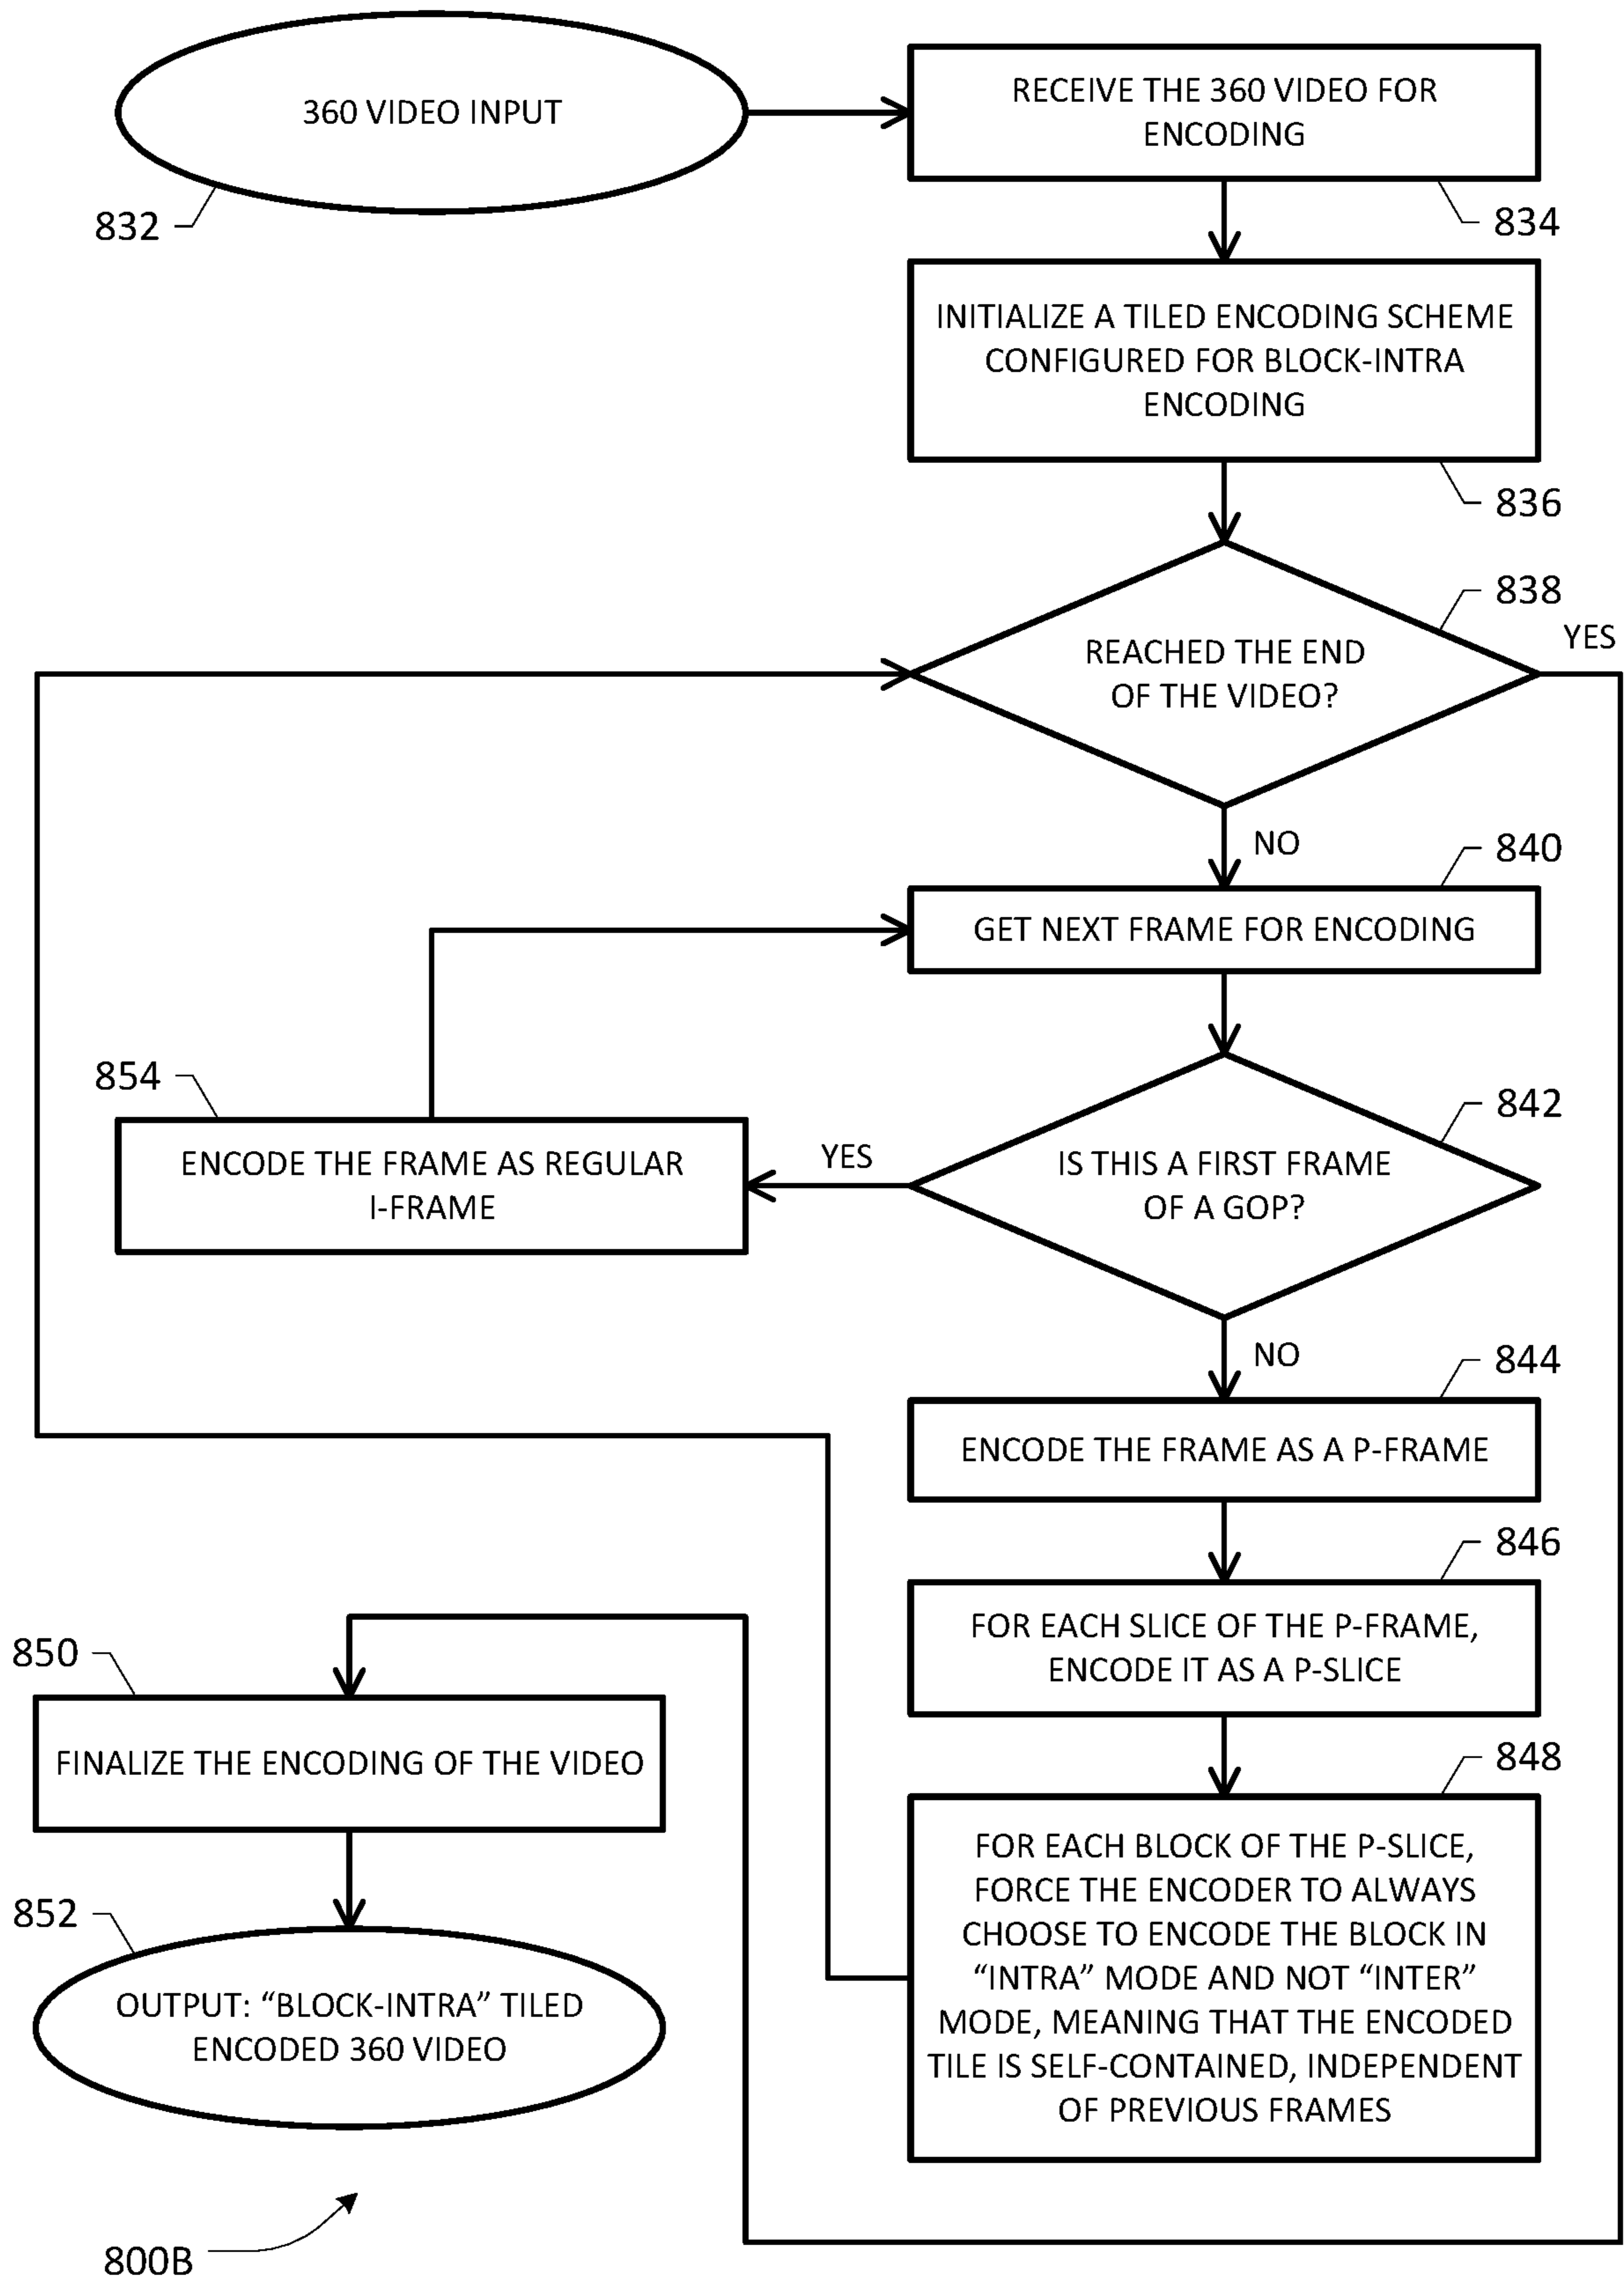 360 VIDEO INPUT
832
RECEIVE THE 360 VIDEO FOR
ENCODING
834
INITIALIZE A TILED ENCODING SCHEME
CONFIGURED FOR BLOCK-INTRA
ENCODING
836
838
YES
REACHED THE END
OF THE VIDEO?
NO
840
GET NEXT FRAME FOR ENCODING
854
ENCODE THE FRAME AS REGULAR
I-FRAME
YES
842
IS THIS A FIRST FRAME
OF A GOP?
NO
844
ENCODE THE FRAME AS A P-FRAME
846
FOR EACH SLICE OF THE P-FRAME,
ENCODE IT AS A P-SLICE
848
FOR EACH BLOCK OF THE P-SLICE,
FORCE THE ENCODER TO ALWAYS
CHOOSE TO ENCODE THE BLOCK IN
“INTRA” MODE AND NOT “INTER”
MODE, MEANING THAT THE ENCODED
TILE IS SELF-CONTAINED, INDEPENDENT
OF PREVIOUS FRAMES
850
FINALIZE THE ENCODING OF THE VIDEO
852
OUTPUT: “BLOCK-INTRA” TILED
ENCODED 360 VIDEO
800B